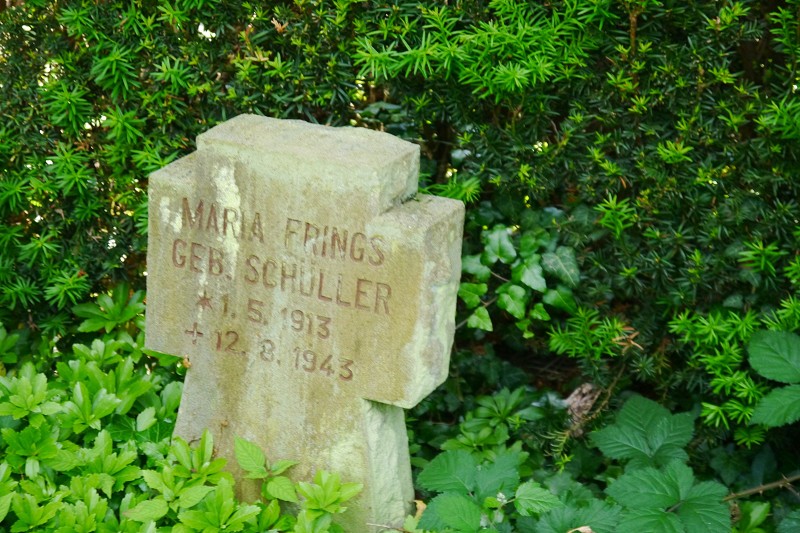 MARIA FRINGS
GEB. SCHÜLLER
*1. 5. 1913
+ 12. 8. 1943